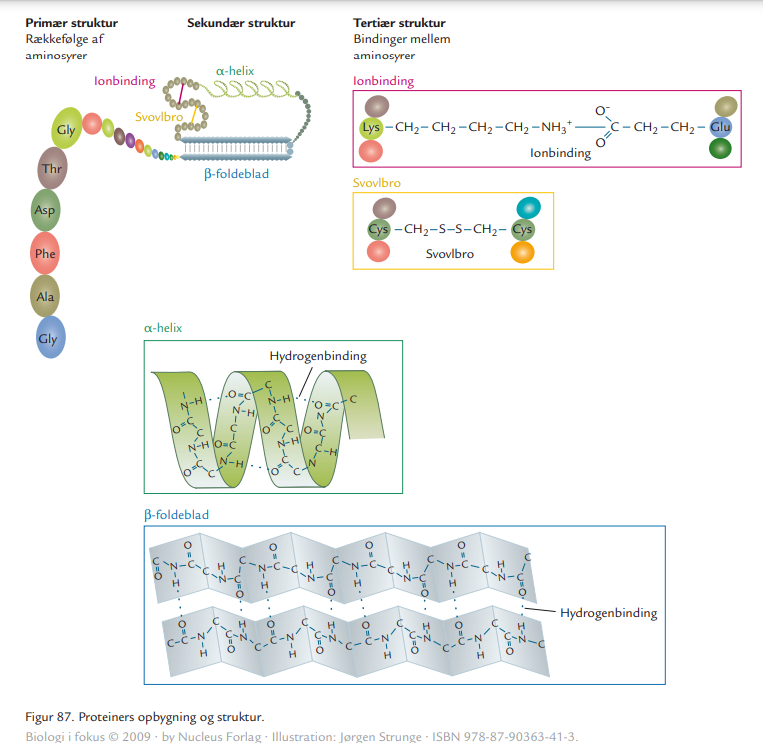 Primær struktur
Rækkefølge af
aminosyrer
Sekundær struktur
Tertiær struktur
Bindinger mellem
aminosyrer
Ionbinding
α-helix
Svovlbro
β-foldeblad
Gly
Thr
Asp
Phe
Ala
Gly
Ionbinding
Lys –CH₂– CH₂ –CH₂–CH₂–NH₃⁺ — C – CH₂ –CH₂– Glu
O⁻
O
Ionbinding
Svovlbro
Cys –CH₂–S–S–CH₂– Cys
Svovlbro
α-helix
Hydrogenbinding
β-foldeblad
Hydrogenbinding
Figur 87. Proteiners opbygning og struktur.
Biologi i fokus © 2009 · by Nucleus Forlag · Illustration: Jørgen Strunge · ISBN 978-87-90363-41-3.